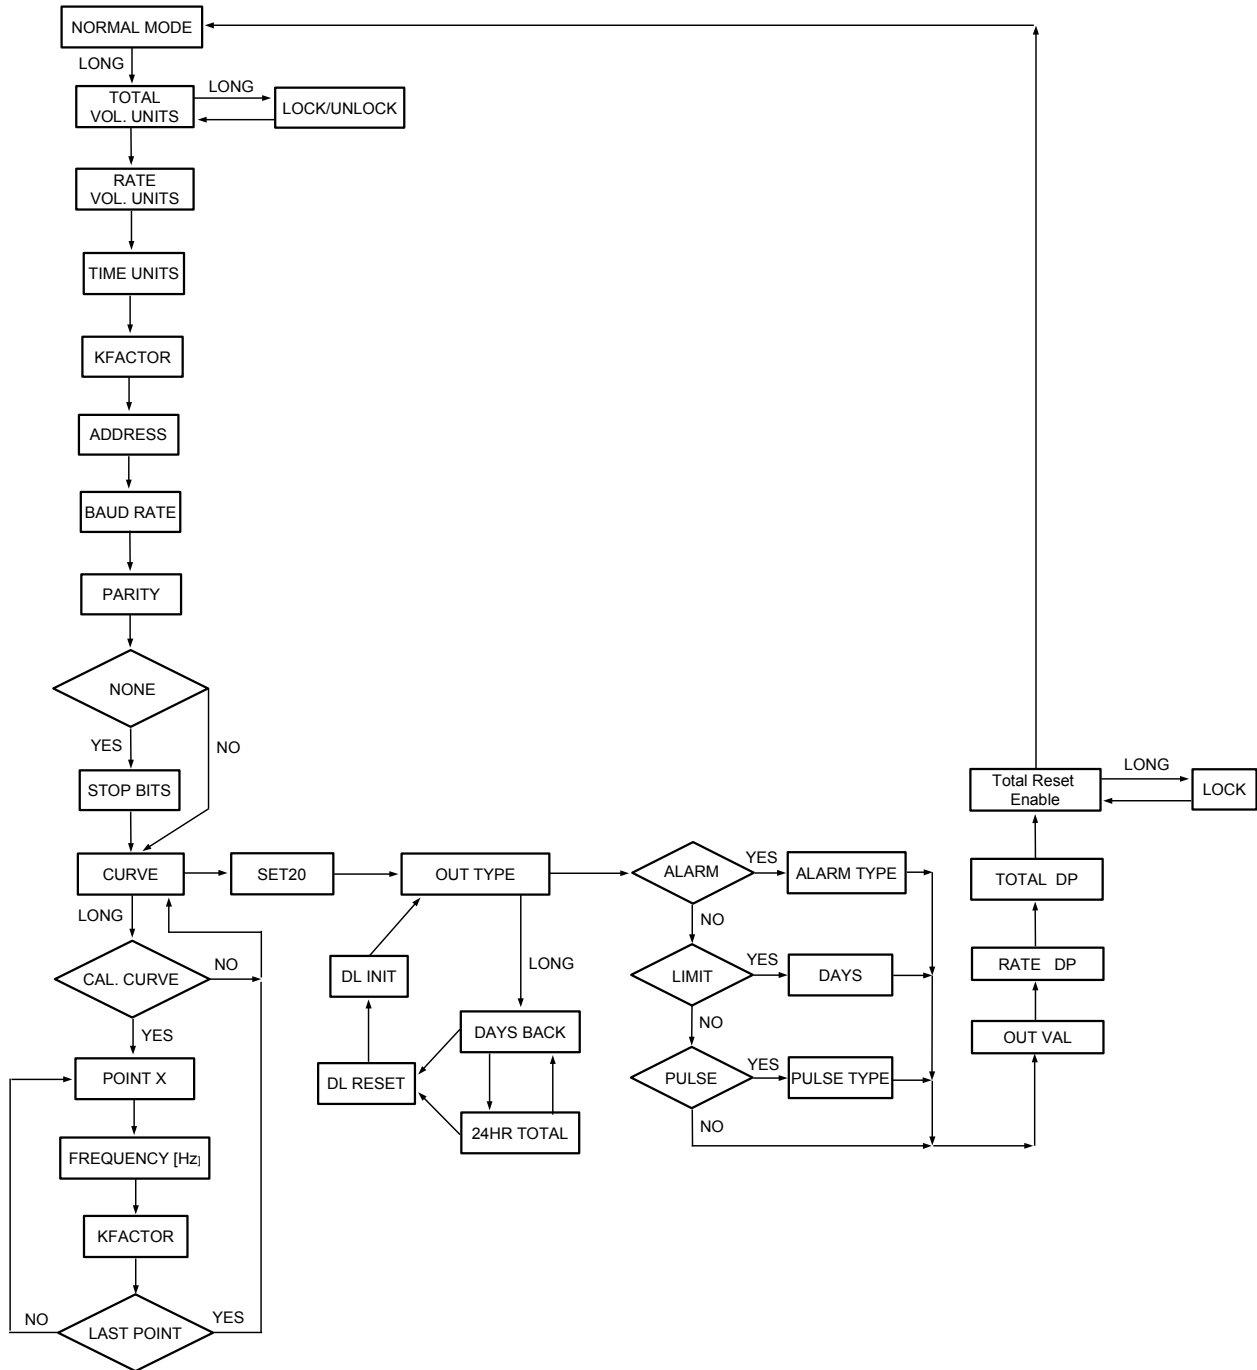 NORMAL MODE
LONG
TOTAL
VOL. UNITS
LONG
LOCK/UNLOCK
RATE
VOL. UNITS
TIME UNITS
KFACTOR
ADDRESS
BAUD RATE
PARITY
NONE
YES
NO
STOP BITS
CURVE
SET20
OUT TYPE
LONG
CAL. CURVE
NO
YES
POINT X
FREQUENCY [Hz]
KFACTOR
LAST POINT
NO
YES
DL INIT
LONG
DAYS BACK
DL RESET
24HR TOTAL
ALARM
YES
ALARM TYPE
NO
LIMIT
YES
DAYS
NO
PULSE
YES
PULSE TYPE
NO
Total Reset
Enable
LONG
LOCK
TOTAL DP
RATE DP
OUT VAL